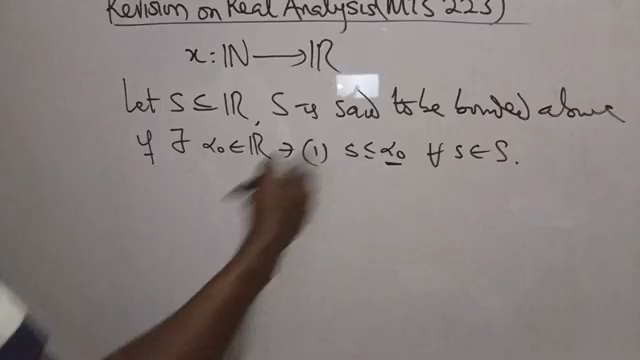 Revision on Real Analysis (MTS 223)
x: ℕ → ℝ
Let S ⊆ ℝ, S is said to be bounded above
if ∃ α₀ ∈ ℝ ∋ (1) s ≤ α₀ ∀ s ∈ S.